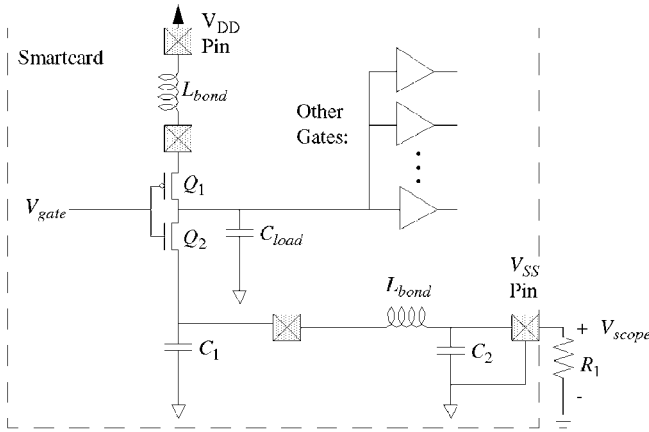 V_DD
Pin
Smartcard
L_bond
Other
Gates:
Q_1
V_gate
Q_2
C_load
V_SS
Pin
L_bond
+ V_scope
C_1
C_2
R_1
-